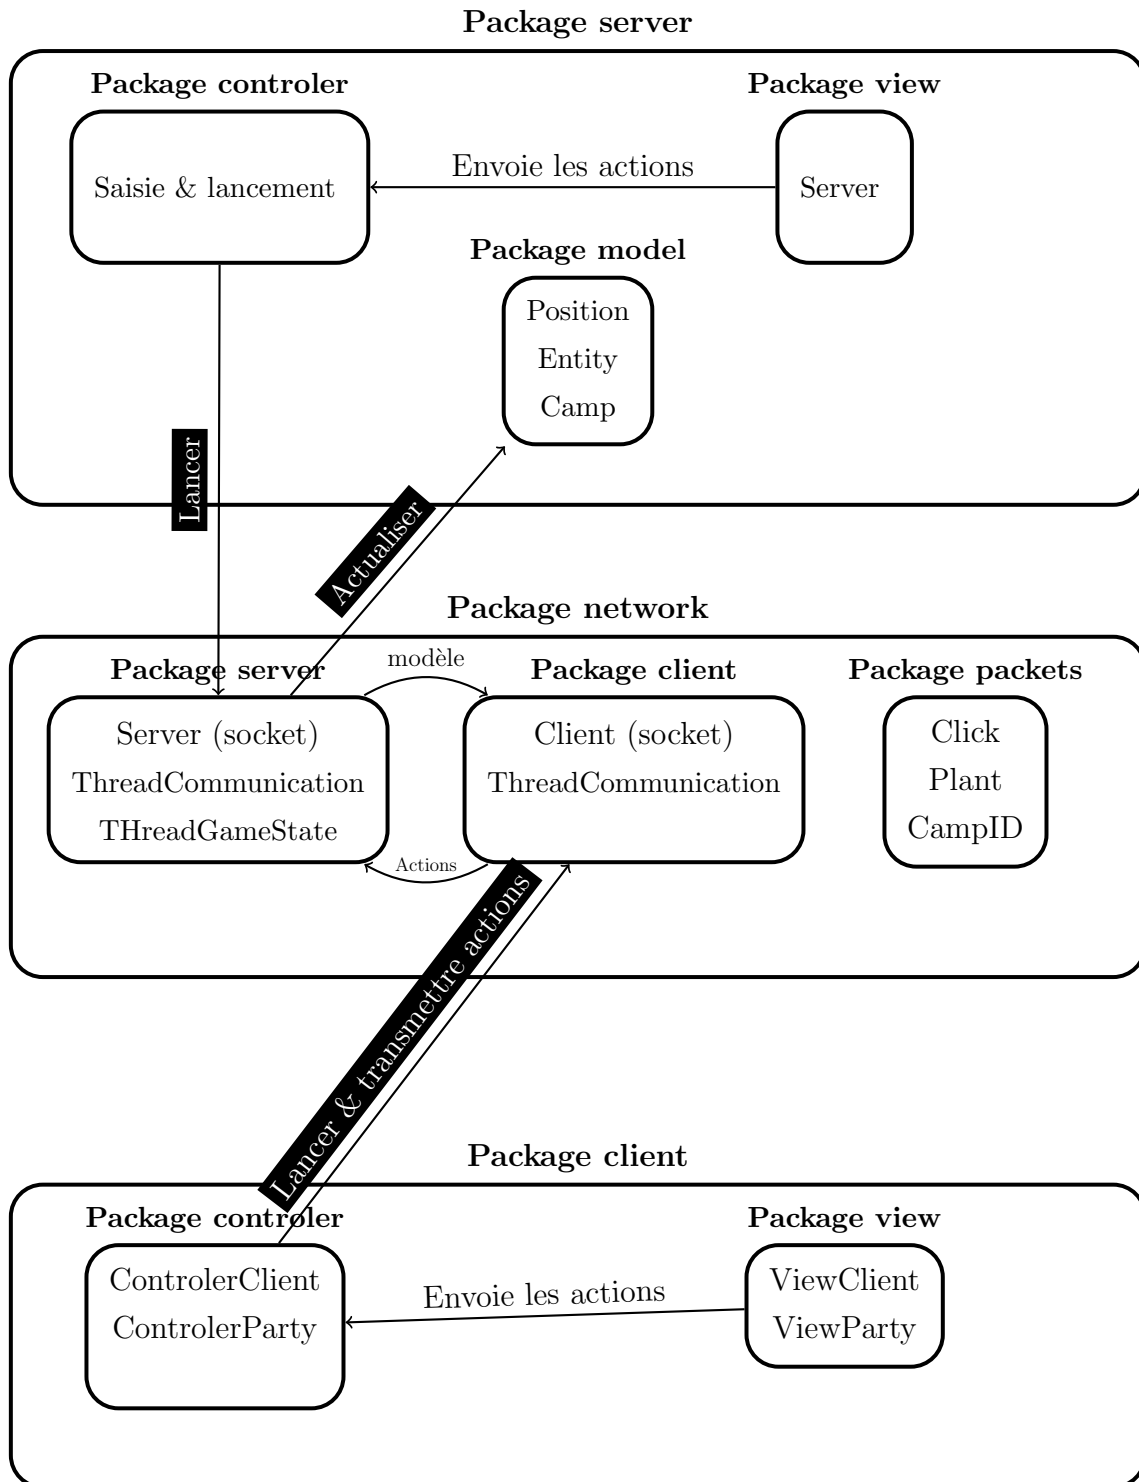 Package server
Package controler
Package view
Saisie & lancement
Envoie les actions
Server
Package model
Position
Entity
Camp
Lancer
Actualiser
Package network
Package server
modèle
Package client
Package packets
Server (socket)
ThreadCommunication
THreadGameState
Client (socket)
ThreadCommunication
Click
Plant
CampID
Actions
Lancer & transmettre actions
Package client
Package controler
Package view
ControlerClient
ControlerParty
Envoie les actions
ViewClient
ViewParty